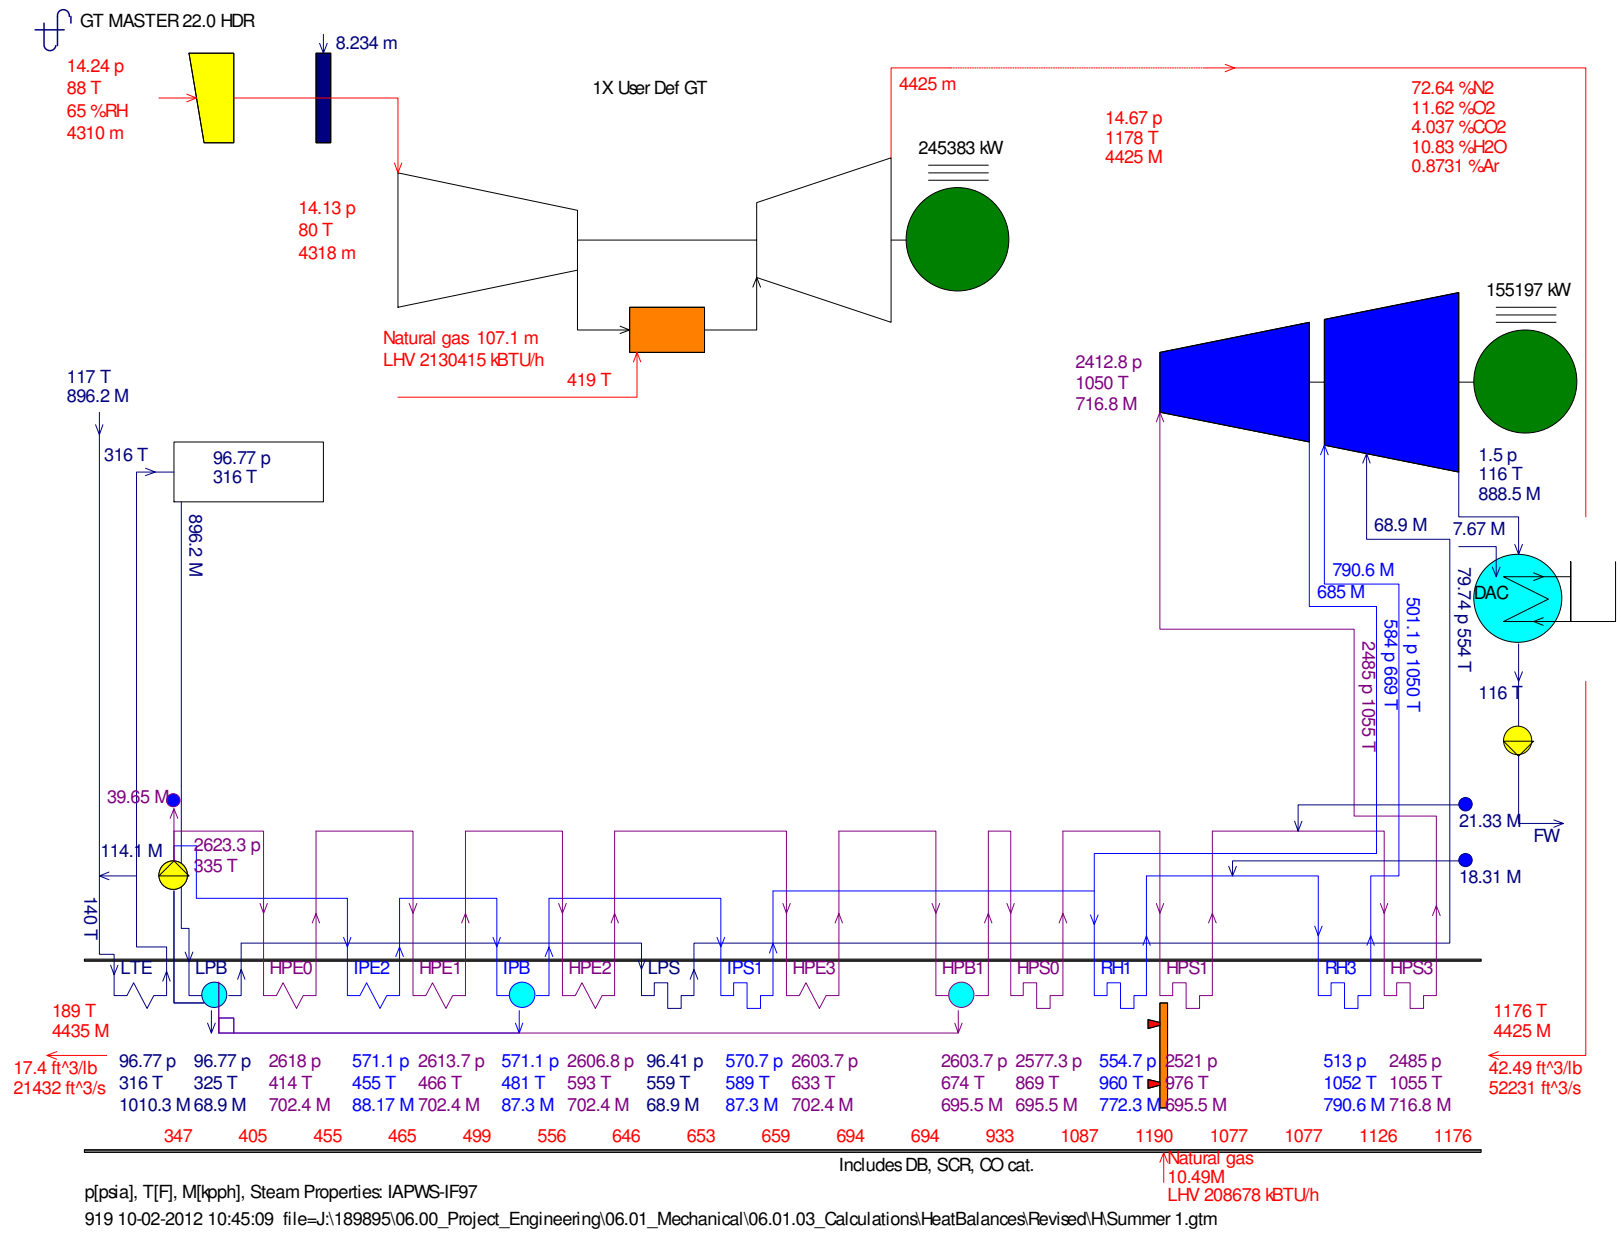 GT MASTER 22.0 HDR
8.234 m
14.24 p
88 T
65 %RH
4310 m
1X User Def GT
4425 m
14.67 p
1178 T
4425 M
72.64 %N2
11.62 %O2
4.037 %CO2
10.83 %H2O
0.8731 %Ar
245383 kW
14.13 p
80 T
4318 m
Natural gas 107.1 m
LHV 2130415 kBTU/h
419 T
155197 kW
2412.8 p
1050 T
716.8 M
117 T
896.2 M
316 T
96.77 p
316 T
896.2 M
1.5 p
116 T
888.5 M
68.9 M
7.67 M
790.6 M
685 M
DAC
79.74 p 554 T
501.1 p 1050 T
584 p 669 T
2485 p 1055 T
116 T
39.65 M
21.33 M
FW
114.1 M
2623.3 p
335 T
18.31 M
140 T
LTE
LPB
HPE0
IPE2
HPE1
IPB
HPE2
LPS
IPS1
HPE3
HPB1
HPS0
RH1
HPS1
RH3
HPS3
189 T
4435 M
17.4 ft^3/lb
21432 ft^3/s
1176 T
4425 M
42.49 ft^3/lb
52231 ft^3/s
96.77 p
316 T
1010.3 M
96.77 p
325 T
68.9 M
2618 p
414 T
702.4 M
571.1 p
455 T
88.17 M
2613.7 p
466 T
702.4 M
571.1 p
481 T
87.3 M
2606.8 p
593 T
702.4 M
96.41 p
559 T
68.9 M
570.7 p
589 T
87.3 M
2603.7 p
633 T
702.4 M
2603.7 p
674 T
695.5 M
2577.3 p
869 T
695.5 M
554.7 p
960 T
772.3 M
2521 p
976 T
695.5 M
513 p
1052 T
790.6 M
2485 p
1055 T
716.8 M
347 405 455 465 499 556 646 653 659 694 694 933 1087 1190 1077 1077 1126 1176
Includes DB, SCR, CO cat.
Natural gas
10.49M
LHV 208678 kBTU/h
p[psia], T[F], M[kpph], Steam Properties: IAPWS-IF97
919 10-02-2012 10:45:09 file=J:\189895\06.00_Project_Engineering\06.01_Mechanical\06.01.03_Calculations\HeatBalances\Revised\H\Summer 1.gtm